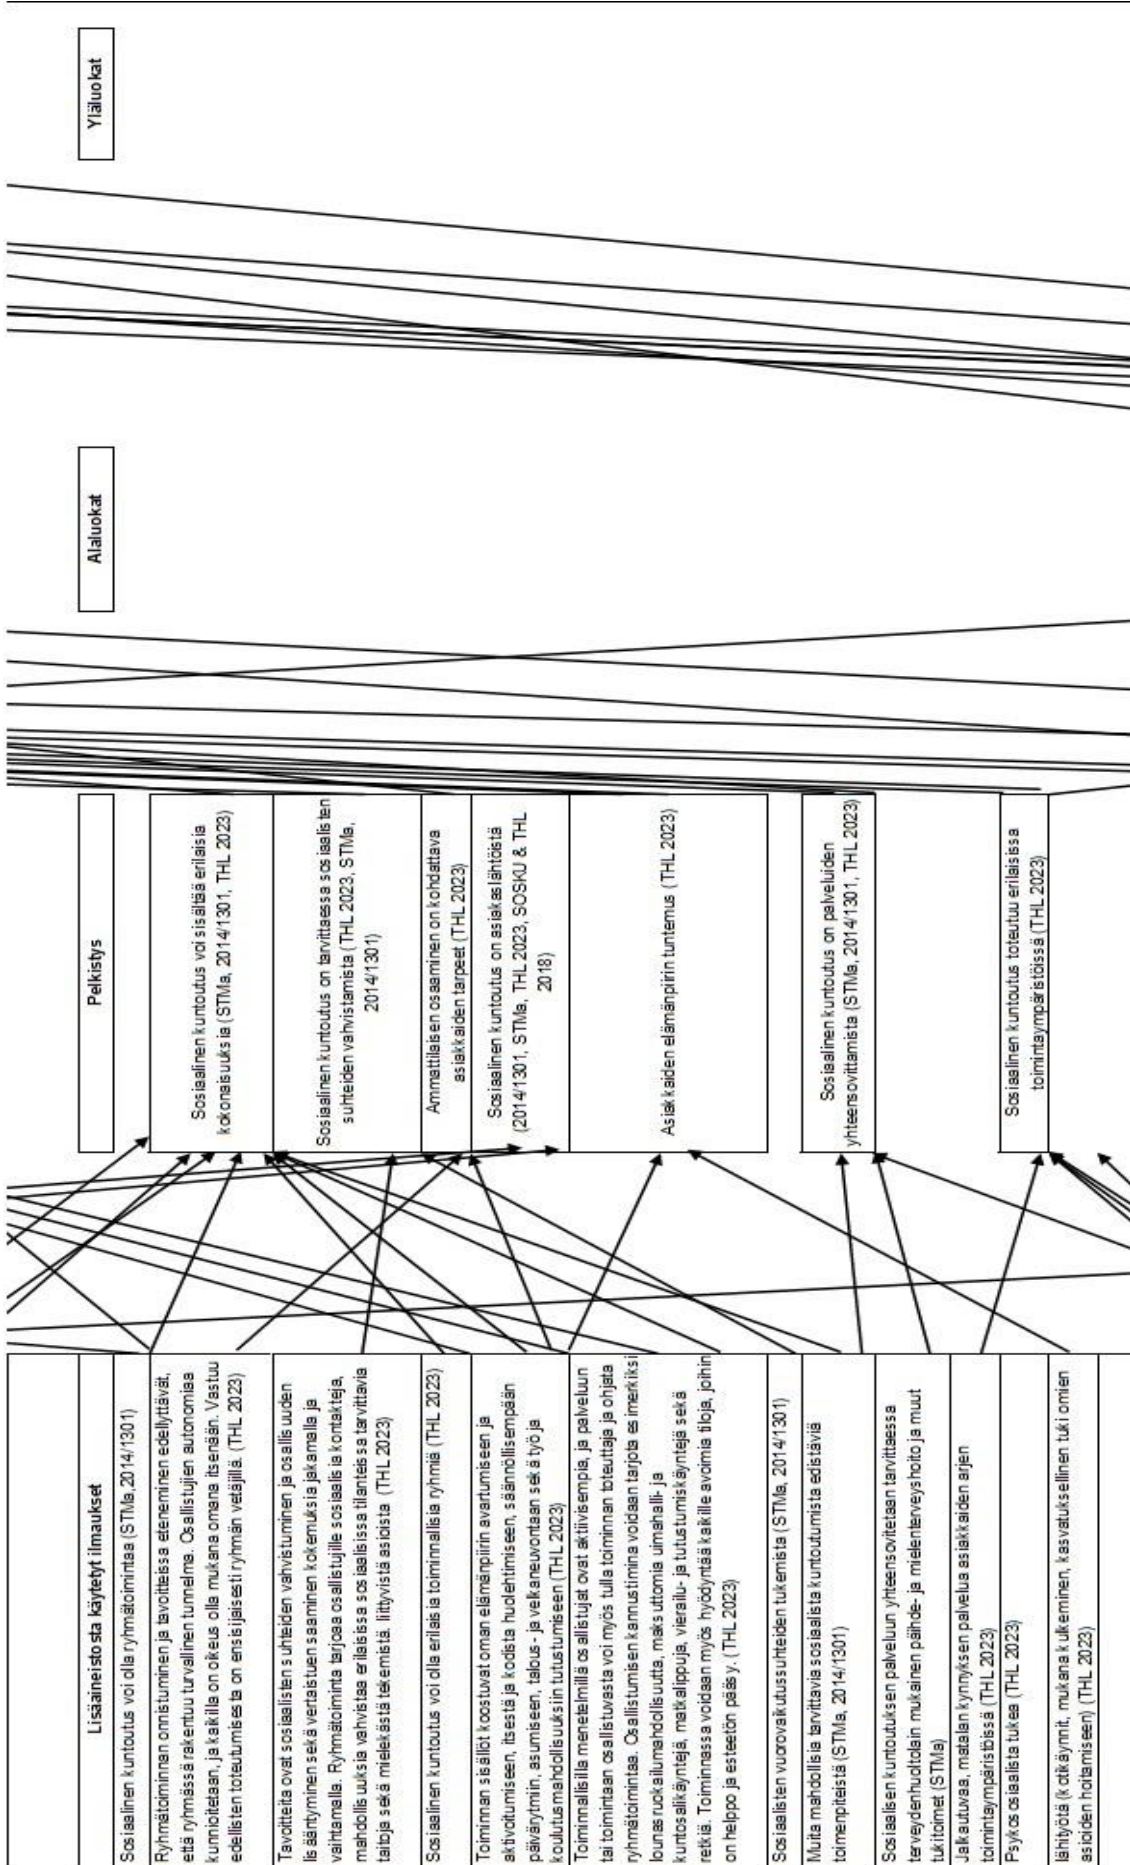 Lisäaineistosta käytetyt ilmaukset
Pelkistys
Alaluokat
Yläluokat
Sosiaalinen kuntoutus voi olla ryhmätoimintaa (STMa,2014/1301)
Ryhmätoiminnan onnistuminen ja tavoitteissa eteneminen edellyttävät,
että ryhmässä rakentuu turvallinen tunnelma. Osallistujien autonomiaa
kunnioitetaan, ja kaikilla on oikeus olla mukana omana itsenään. Vastuu
edellisten toteutumisesta on ensisijaisesti ryhmän vetäjillä. (THL 2023)
Tavoitteita ovat sosiaalisten suhteiden vahvistuminen ja osallisuuden
lisääntyminen sekä vertaistuen saaminen kokemuksia jakamalla ja
vaihtamalla. Ryhmätoiminta tarjoaa osallistujille sosiaalisia kontakteja,
mahdollisuuksia vahvistaa erilaisissa sosiaalisissa tilanteissa tarvittavia
taitoja sekä mielekästä tekemistä. liittyvistä asioista (THL 2023)
Sosiaalinen kuntoutus voi olla erilaisia toiminnallisia ryhmiä (THL 2023)
Toiminnan sisällöt koostuvat oman elämänpiirin avartumiseen ja
aktivoitumiseen, itsestä ja kodista huolehtimiseen, säännöllisempään
päivärytmiin, asumiseen, talous- ja velkaneuvontaan sekä työ ja
koulutusmahdollisuuksiin tutustumiseen (THL 2023)
Toiminnallisilla menetelmillä osallistujat ovat aktiivisempia, ja palveluun
tai toimintaan osallistuvasta voi myös tulla toiminnan toteuttaja ja ohjata
ryhmätoimintaa. Osallistumisen kannustimina voidaan tarjota esimerkiksi
lounasruokailumahdollisuutta, maksuttomia uimahalli- ja
kuntosalikäyntejä, matkalippuja, vierailu- ja tutustumiskäyntejä sekä
retkiä. Toiminnassa voidaan myös hyödyntää kaikille avoimia tiloja, joihin
on helppo ja esteetön pääsy. (THL 2023)
Sosiaalisten vuorovaikutussuhteiden tukemista (STMa, 2014/1301)
Muita mahdollisia tarvittavia sosiaalista kuntoutumista edistäviä
toimenpiteistä (STMa, 2014/1301)
Sosiaalisen kuntoutuksen palveluun yhteensovitetaan tarvittaessa
terveydenhuoltolain mukainen päihde- ja mielenterveyshoito ja muut
tukitoimet (STMa)
Jalkautuvaa, matalan kynnyksen palvelua asiakkaiden arjen
toimintaympäristöissä (THL 2023)
Psykososiaalista tukea (THL 2023)
lähityötä (kotikäynnit, mukana kulkeminen, kasvatuksellinen tuki omien
asioiden hoitamiseen) (THL 2023)
Sosiaalinen kuntoutus voi sisältää erilaisia
kokonaisuuksia (STMa, 2014/1301, THL 2023)
Sosiaalinen kuntoutus on tarvittaessa sosiaalisten
suhteiden vahvistamista (THL 2023, STMa,
2014/1301)
Ammattilaisen osaaminen on kohdattava
asiakkaiden tarpeet (THL 2023)
Sosiaalinen kuntoutus on asiakaslähtöistä
(2014/1301, STMa, THL 2023, SOSKU & THL
2018)
Asiakkaiden elämänpiirin tuntemus (THL 2023)
Sosiaalinen kuntoutus on palveluiden
yhteensovittamista (STMa, 2014/1301, THL 2023)
Sosiaalinen kuntoutus toteutuu erilaisissa
toimintaympäristöissä (THL 2023)